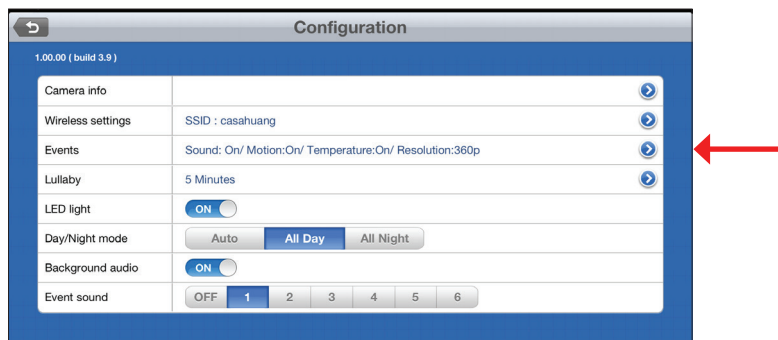 Configuration
1.00.00 ( build 3.9 )
Camera info
Wireless settings SSID : casahuang
Events Sound: On/ Motion:On/ Temperature:On/ Resolution:360p
Lullaby 5 Minutes
LED light ON
Day/Night mode Auto All Day All Night
Background audio ON
Event sound OFF 1 2 3 4 5 6